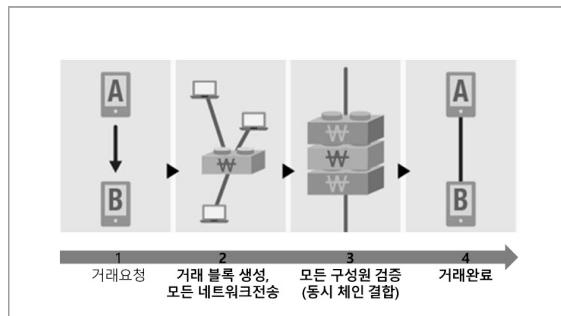 A
B
₩
₩
₩
₩
A
B
1
거래요청
2
거래 블록 생성,
모든 네트워크전송
3
모든 구성원 검증
(동시 체인 결합)
4
거래완료